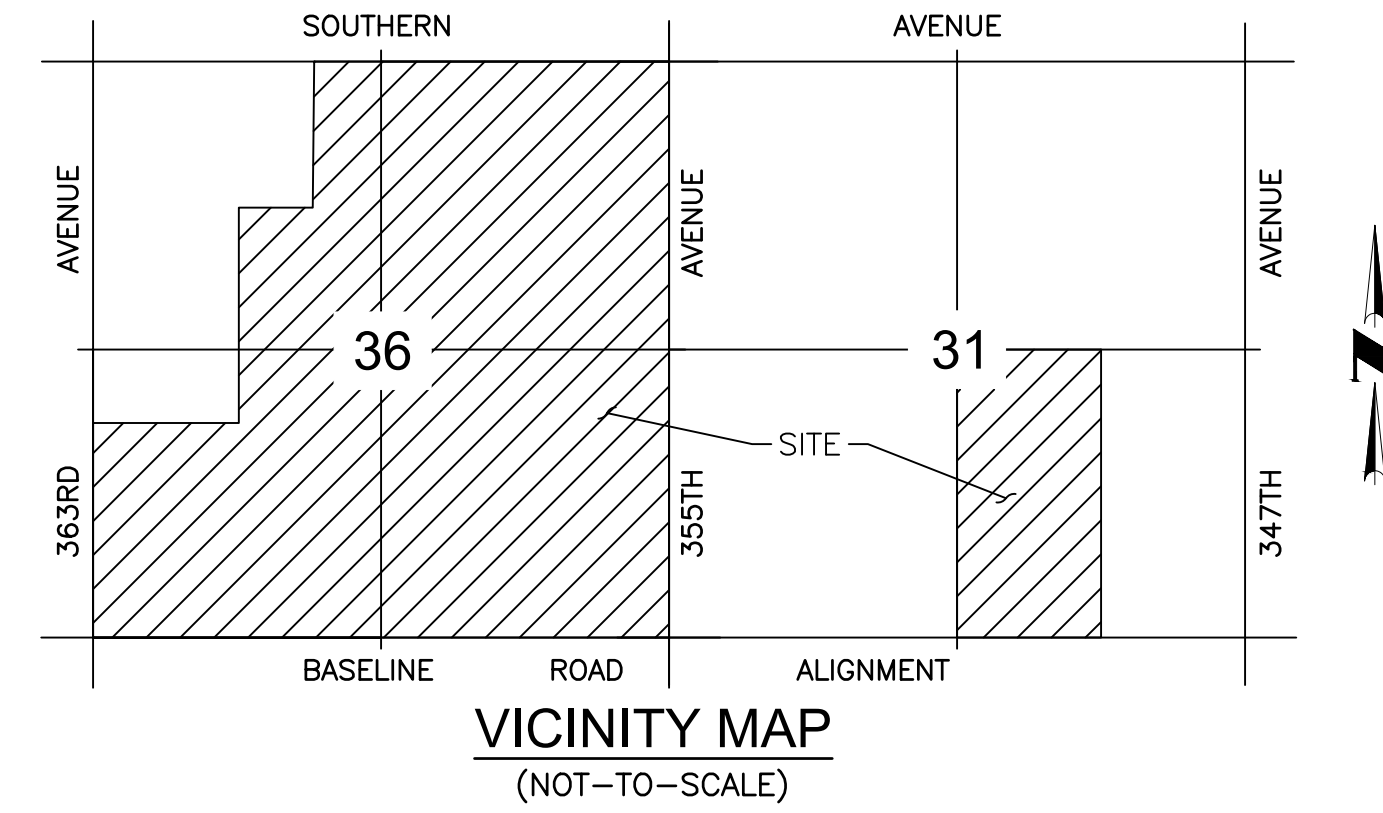 SOUTHERN AVENUE
AVENUE
AVENUE
AVENUE
36
31
SITE
363RD
355TH
347TH
BASELINE ROAD ALIGNMENT
VICINITY MAP
(NOT-TO-SCALE)
N